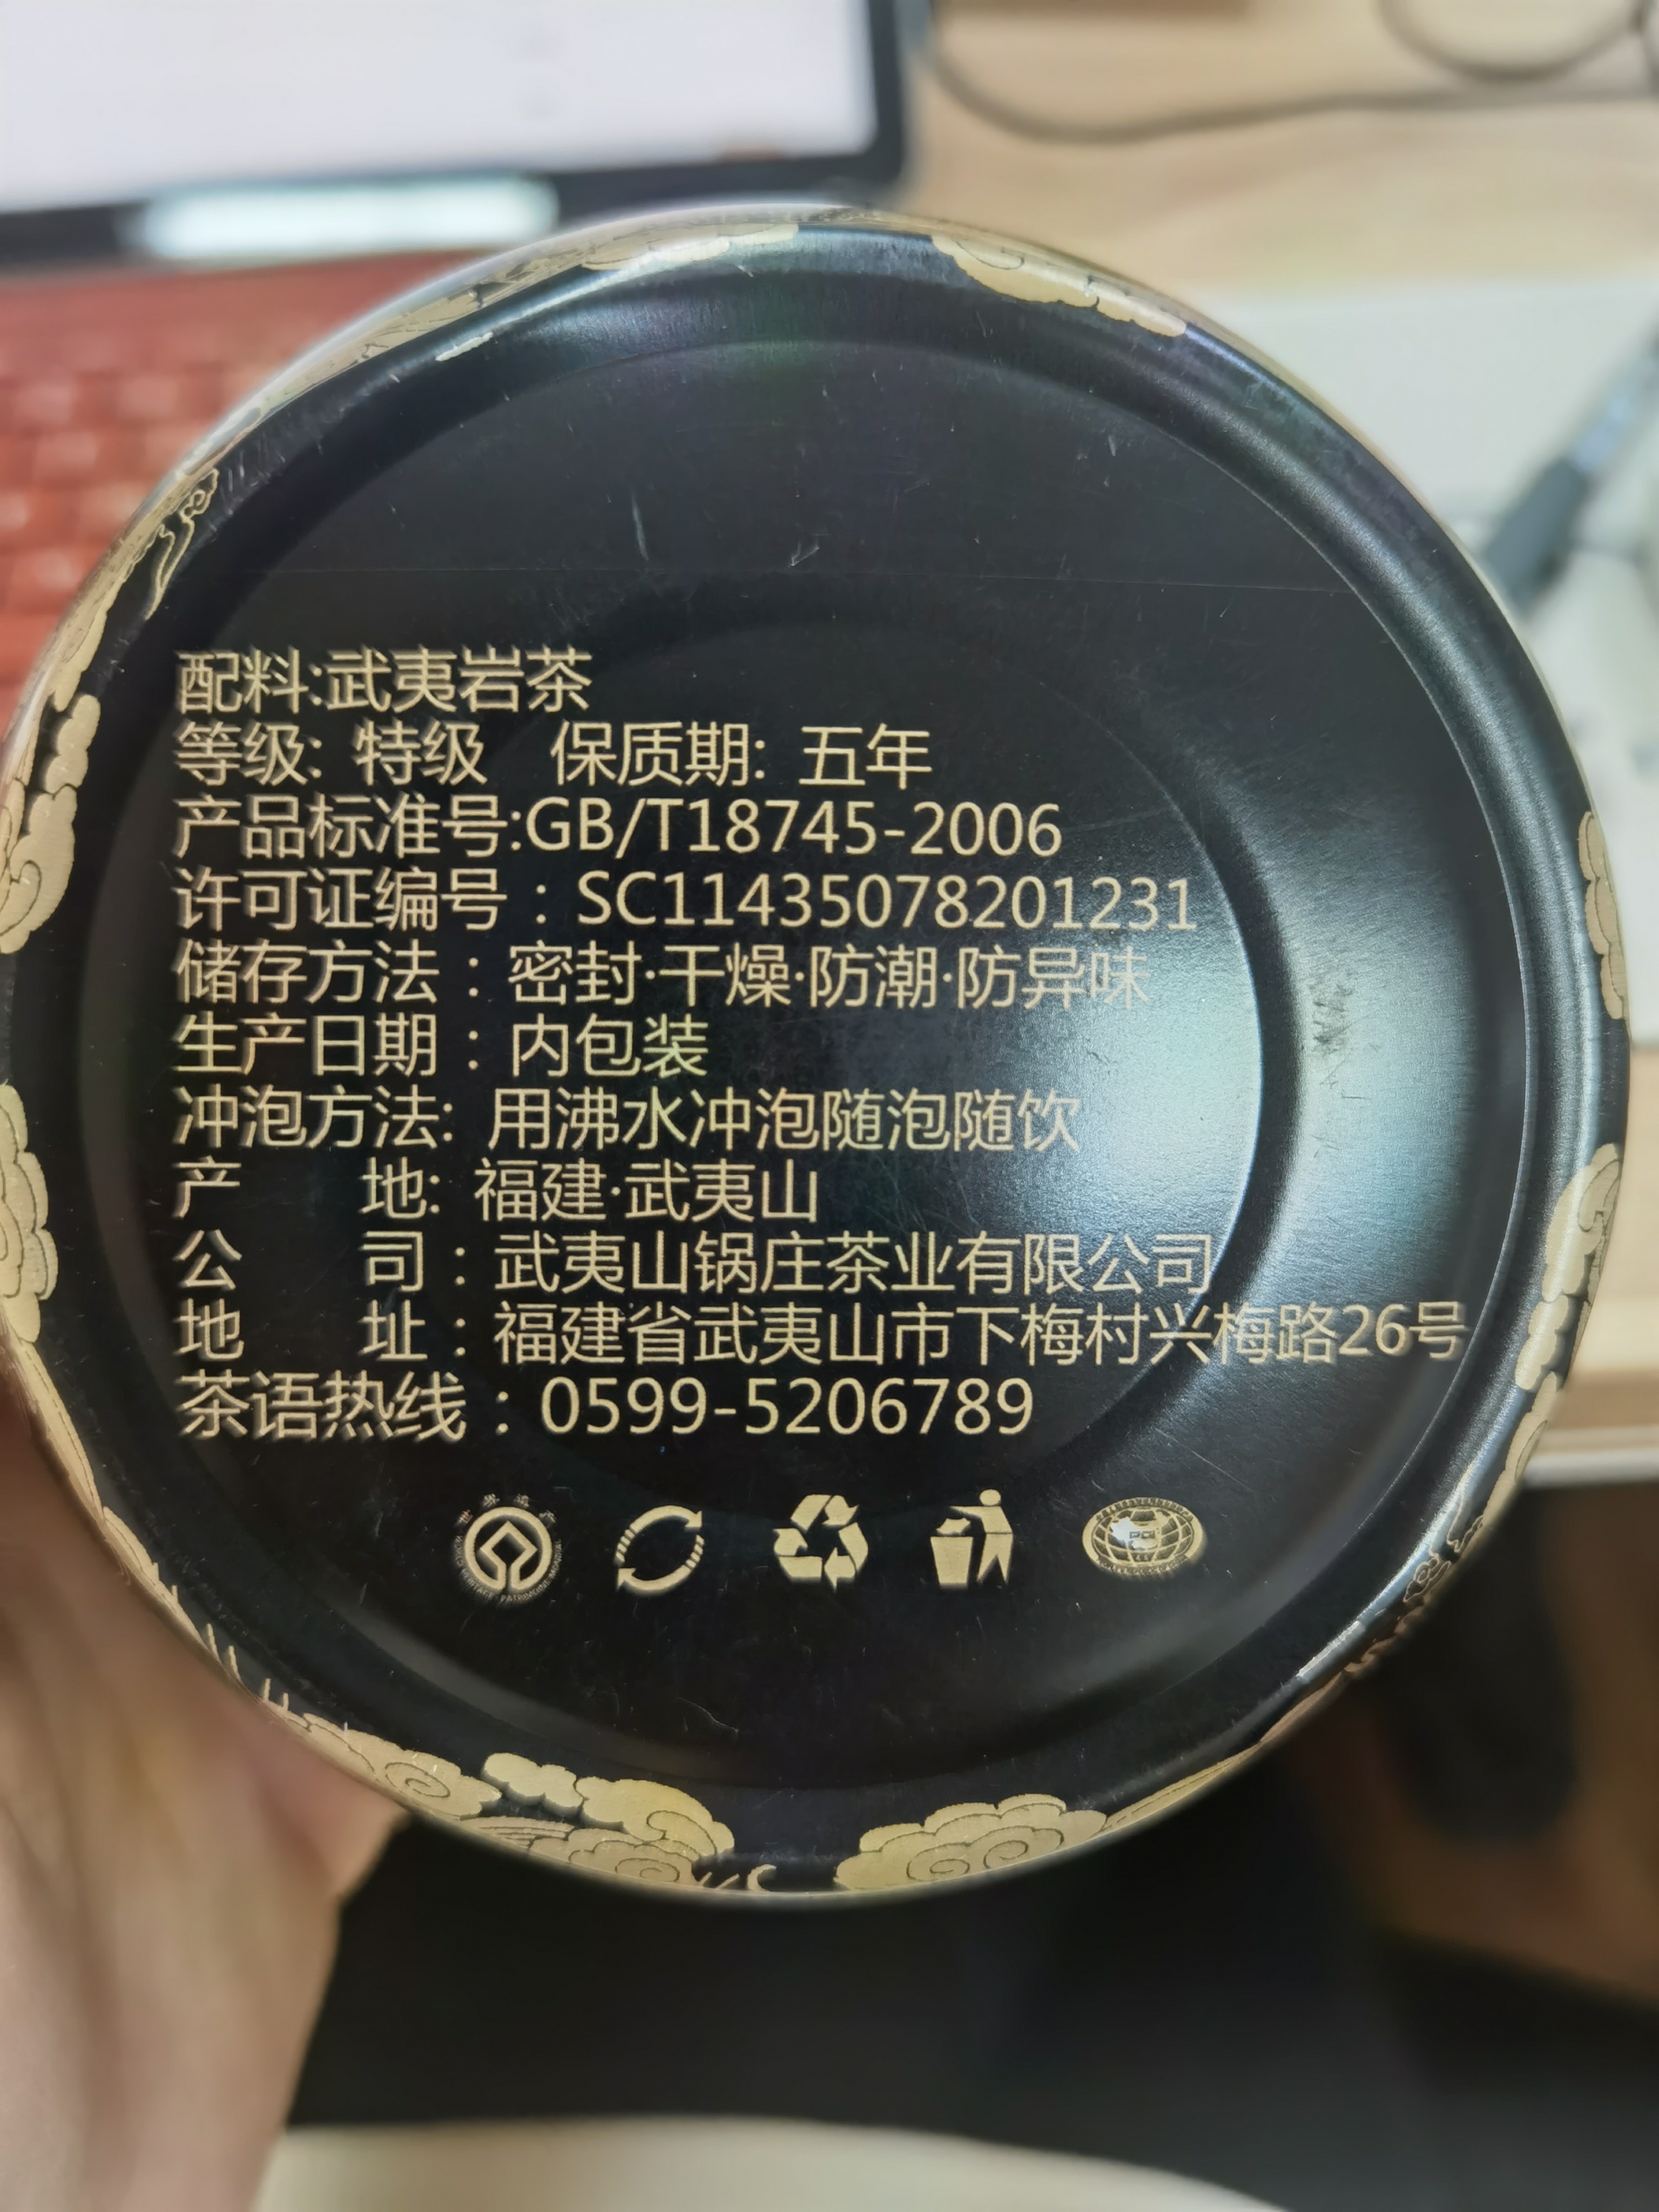 配料:武夷岩茶
等级: 特级 保质期: 五年
产品标准号:GB/T18745-2006
许可证编号：SC11435078201231
储存方法：密封·干燥·防潮·防异味
生产日期：内包装
冲泡方法: 用沸水冲泡随泡随饮
产 地: 福建·武夷山
公 司：武夷山锅庄茶业有限公司
地 址：福建省武夷山市下梅村兴梅路26号
茶语热线：0599-5206789